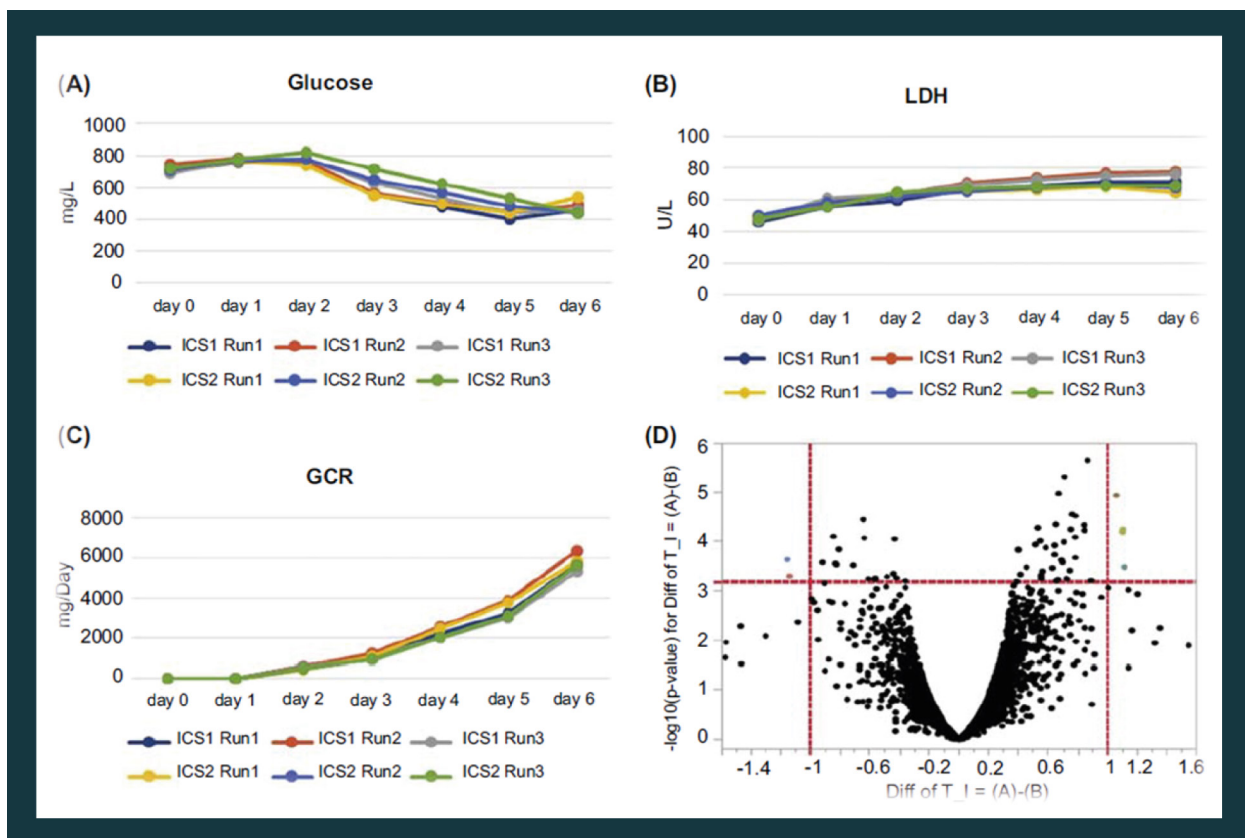 (A)
Glucose
mg/L
1000
800
600
400
200
0
day 0 day 1 day 2 day 3 day 4 day 5 day 6
ICS1 Run1 ICS1 Run2 ICS1 Run3
ICS2 Run1 ICS2 Run2 ICS2 Run3
(B)
LDH
U/L
100
80
60
40
20
0
day 0 day 1 day 2 day 3 day 4 day 5 day 6
ICS1 Run1 ICS1 Run2 ICS1 Run3
ICS2 Run1 ICS2 Run2 ICS2 Run3
(C)
GCR
mg/Day
8000
6000
4000
2000
0
day 0 day 1 day 2 day 3 day 4 day 5 day 6
ICS1 Run1 ICS1 Run2 ICS1 Run3
ICS2 Run1 ICS2 Run2 ICS2 Run3
(D)
-log10(p-value) for Diff of T_I = (A)-(B)
6
5
4
3
2
1
0
-1.4 -1 -0.6 -0.2 0.2 0.6 1 1.2 1.6
Diff of T_I = (A)-(B)